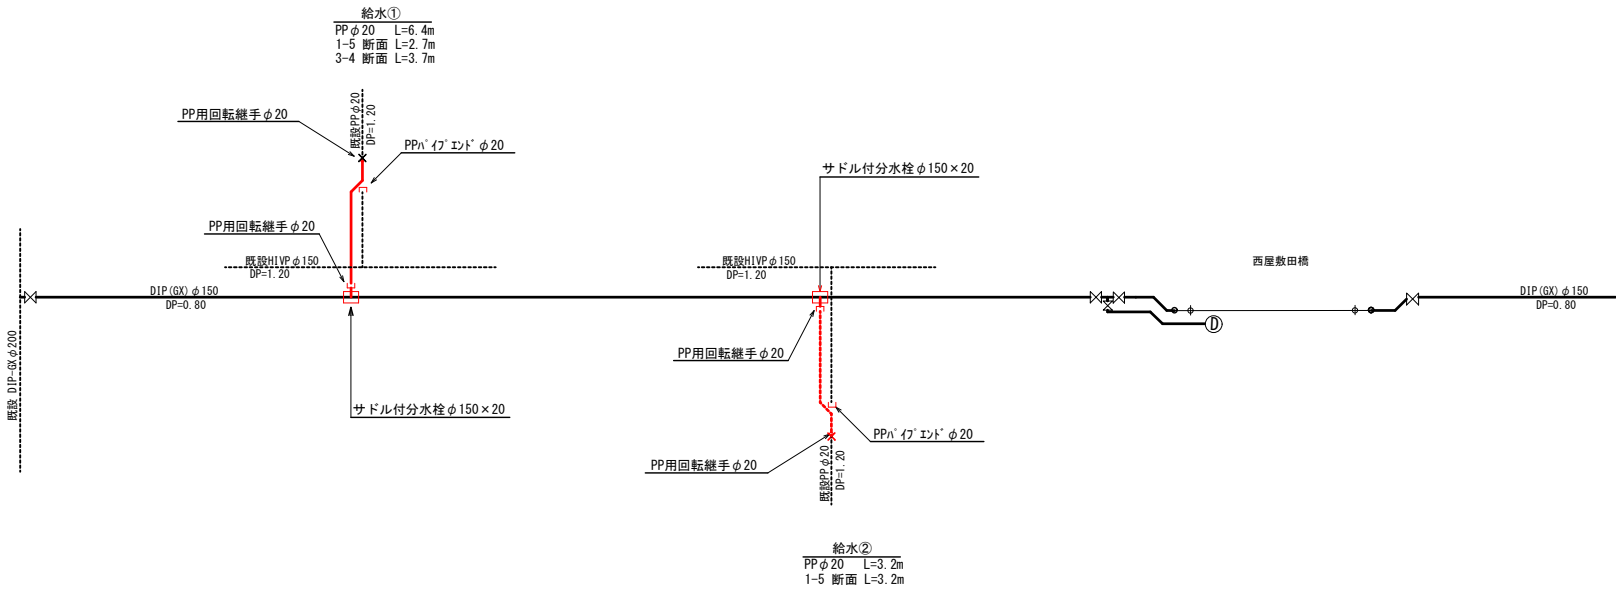 給水①
PPφ20 L=6.4m
1-5 断面 L=2.7m
3-4 断面 L=3.7m
PP用回転継手φ20
既設PPφ20
DP=1.20
PPパイプエンドφ20
サドル付分水栓φ150×20
PP用回転継手φ20
既設HIVPφ150
DP=1.20
既設HIVPφ150
DP=1.20
西屋敷田橋
DIP(GX)φ150
DP=0.80
DIP(GX)φ150
DP=0.80
D
既設 DIP-GXφ200
PP用回転継手φ20
サドル付分水栓φ150×20
PPパイプエンドφ20
PP用回転継手φ20
既設PPφ20
DP=1.20
給水②
PPφ20 L=3.2m
1-5 断面 L=3.2m